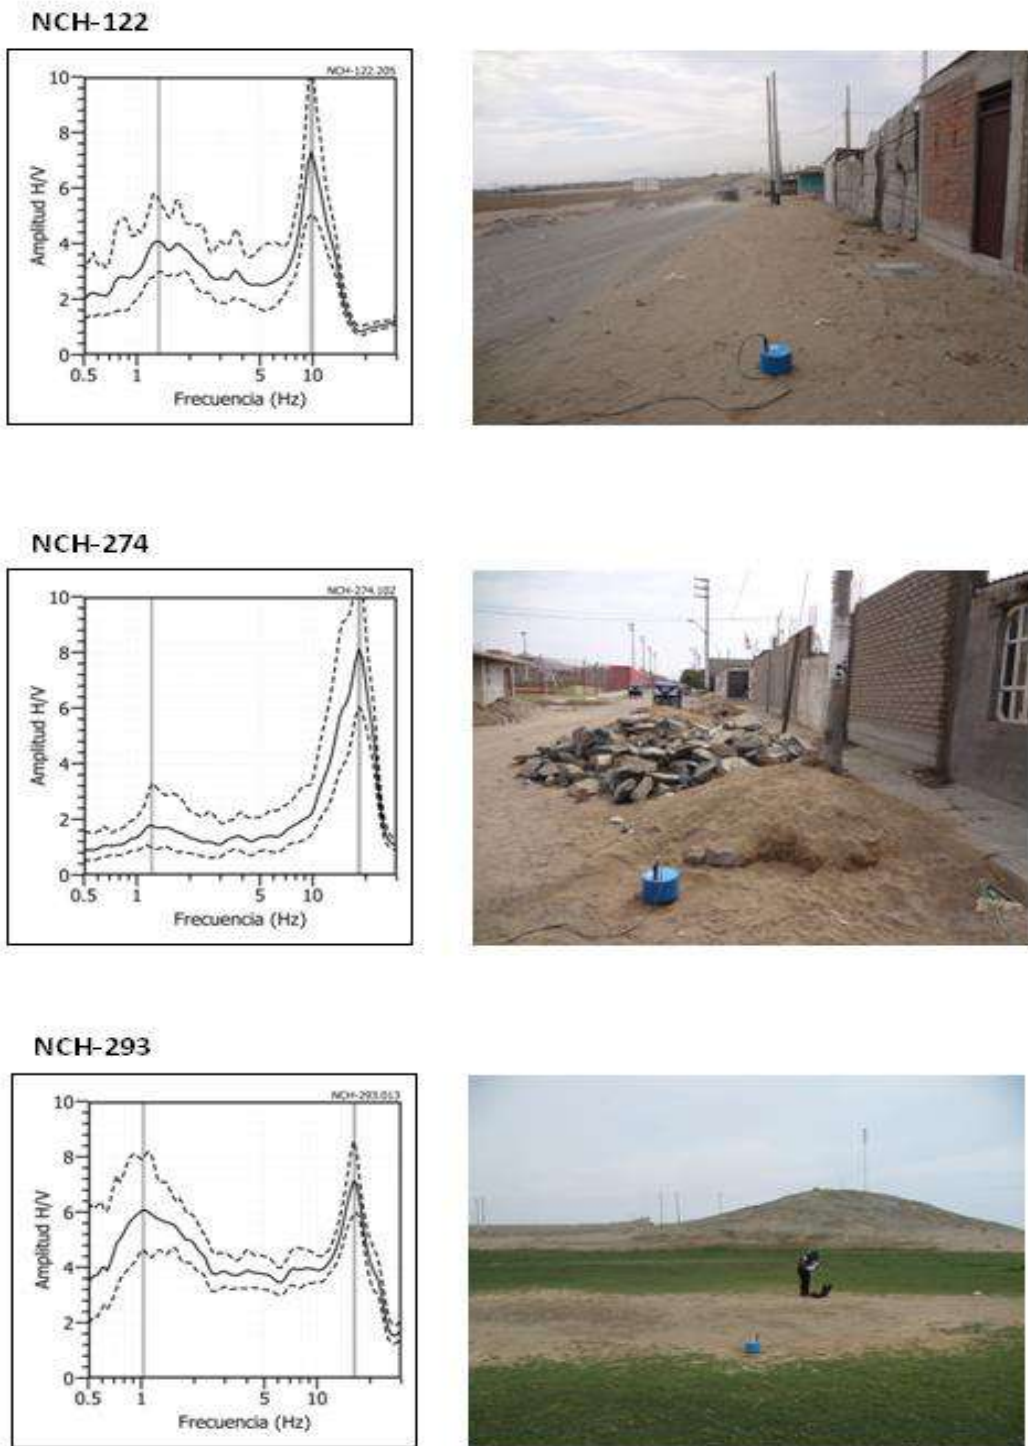 NCH-122
NCH-122.205
10
8
6
4
2
0
0.5 1 5 10
Amplitud H/V
Frecuencia (Hz)
NCH-274
NCH-274.102
10
8
6
4
2
0
0.5 1 5 10
Amplitud H/V
Frecuencia (Hz)
NCH-293
NCH-293.013
10
8
6
4
2
0
0.5 1 5 10
Amplitud H/V
Frecuencia (Hz)